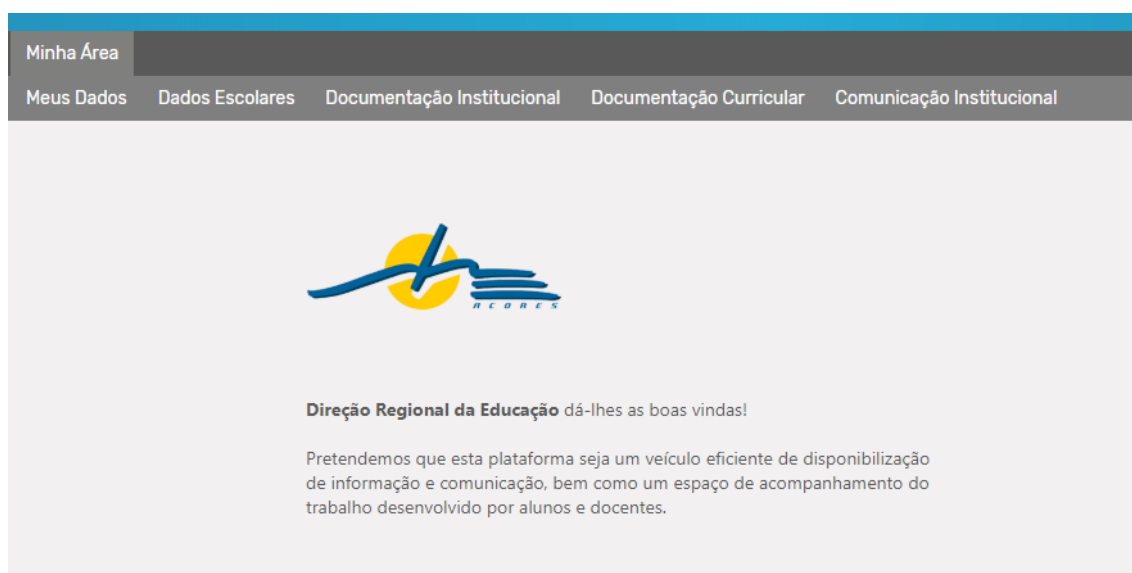 Minha Área
Meus Dados Dados Escolares Documentação Institucional Documentação Curricular Comunicação Institucional
ACORES
Direção Regional da Educação dá-lhes as boas vindas!
Pretendemos que esta plataforma seja um veículo eficiente de disponibilização
de informação e comunicação, bem como um espaço de acompanhamento do
trabalho desenvolvido por alunos e docentes.